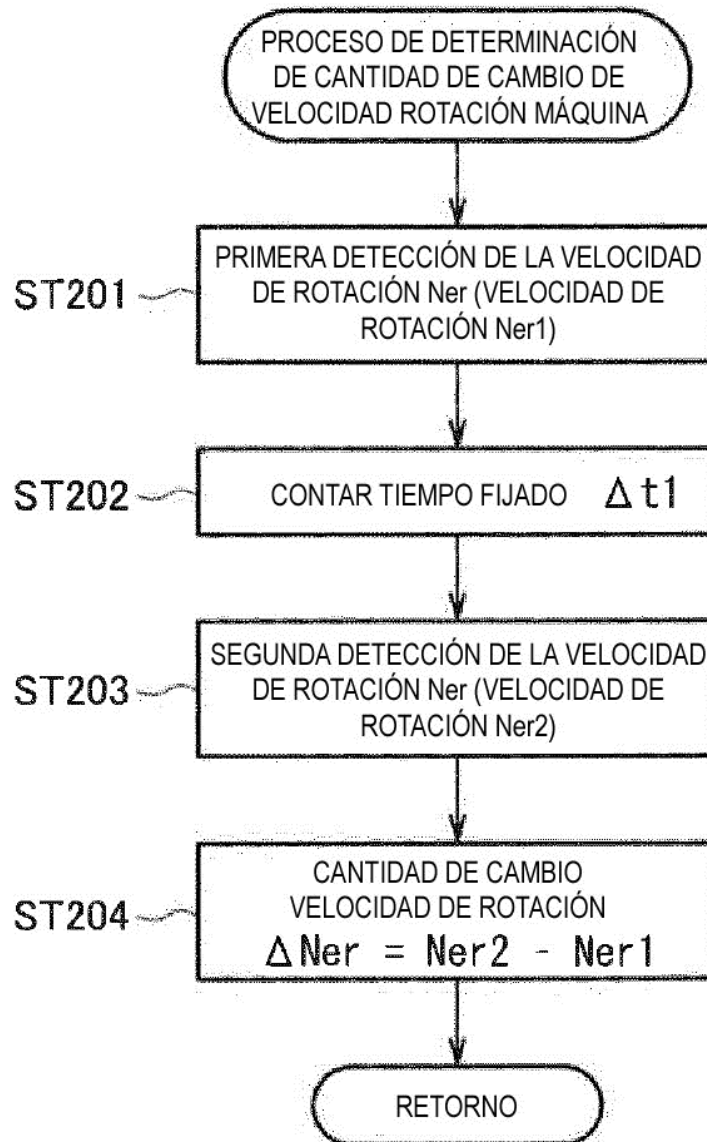 PROCESO DE DETERMINACIÓN
DE CANTIDAD DE CAMBIO DE
VELOCIDAD ROTACIÓN MÁQUINA
ST201
PRIMERA DETECCIÓN DE LA VELOCIDAD
DE ROTACIÓN Ner (VELOCIDAD DE
ROTACIÓN Ner1)
ST202
CONTAR TIEMPO FIJADO Δt1
ST203
SEGUNDA DETECCIÓN DE LA VELOCIDAD
DE ROTACIÓN Ner (VELOCIDAD DE
ROTACIÓN Ner2)
ST204
CANTIDAD DE CAMBIO
VELOCIDAD DE ROTACIÓN
ΔNer = Ner2 - Ner1
RETORNO